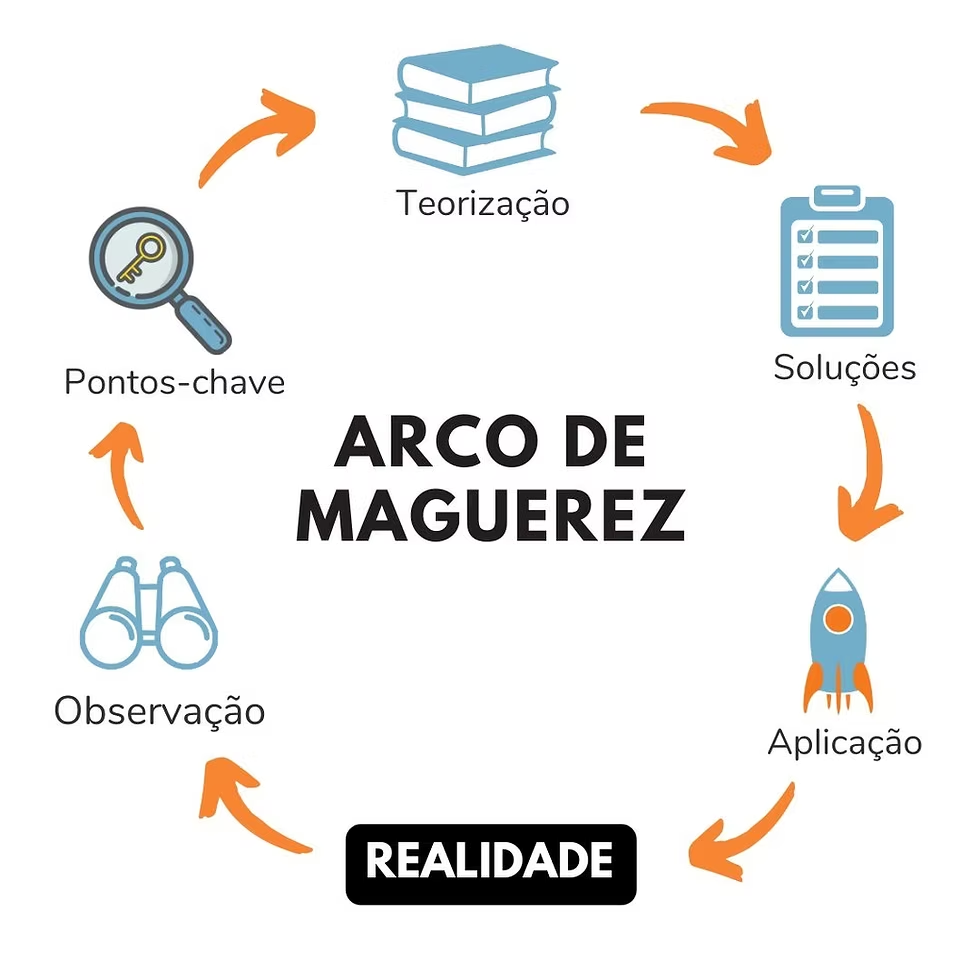 Teorização
Soluções
Pontos-chave
ARCO DE
MAGUEREZ
Observação
Aplicação
REALIDADE